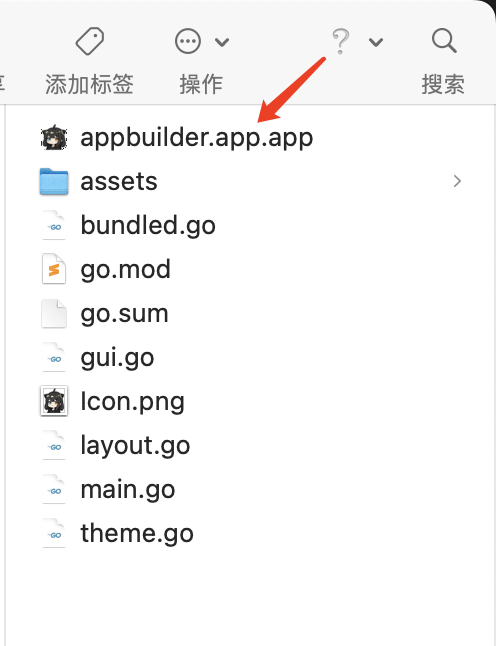 添加标签
操作
搜索
appbuilder.app.app
assets
bundled.go
go.mod
go.sum
gui.go
Icon.png
layout.go
main.go
theme.go